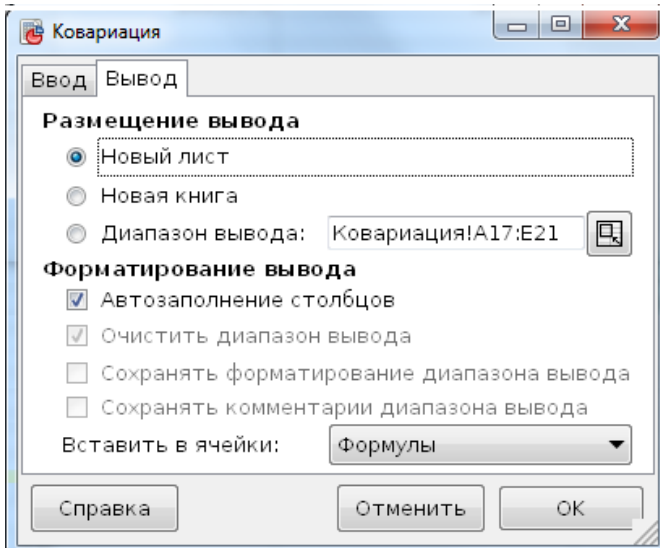 Ковариация
Ввод Вывод
Размещение вывода
Новый лист
Новая книга
Диапазон вывода: Ковариация!A17:E21
Форматирование вывода
Автозаполнение столбцов
Очистить диапазон вывода
Сохранять форматирование диапазона вывода
Сохранять комментарии диапазона вывода
Вставить в ячейки: Формулы
Справка Отменить OK